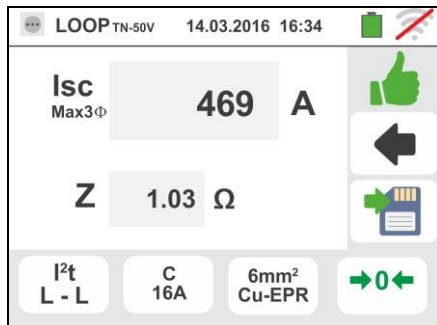 LOOP TN-50V 14.03.2016 16:34
Isc 469 A
Max3Φ
Z 1.03 Ω
I²t C 6mm² ➔0←
L - L 16A Cu-EPR